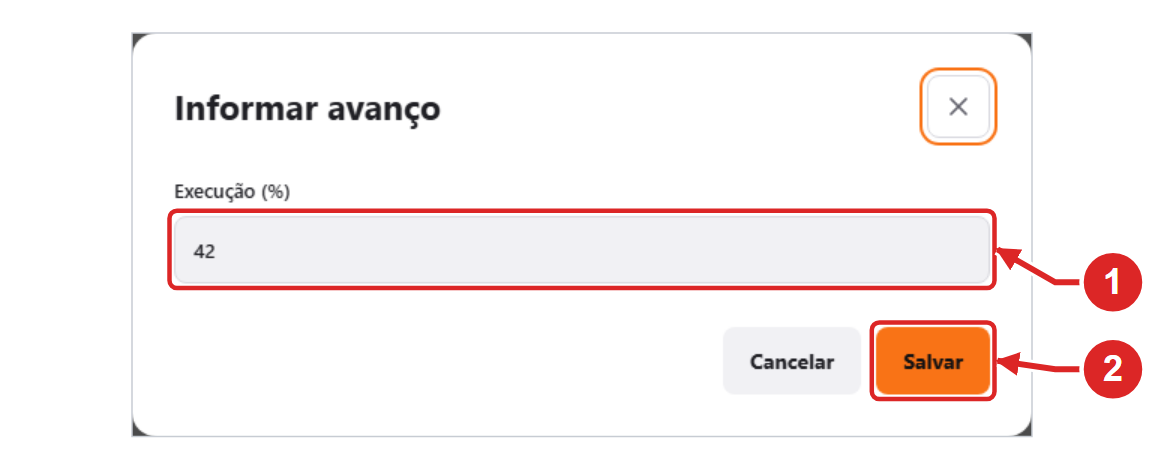 Informar avanço
Execução (%)
42
1
Cancelar
Salvar
2